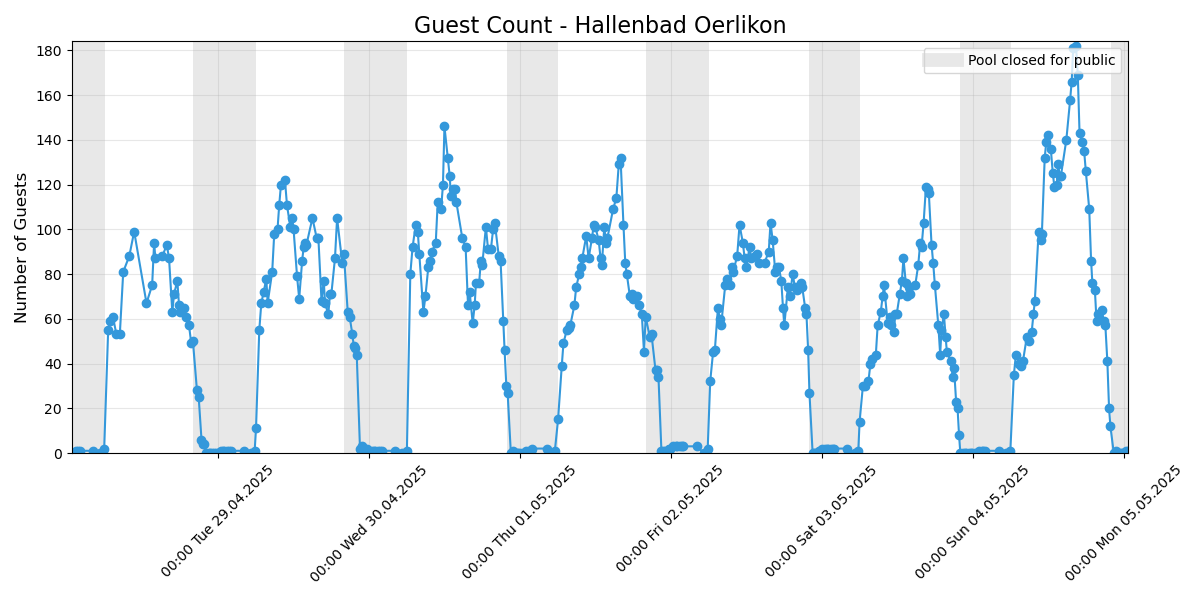 Guest Count - Hallenbad Oerlikon
Pool closed for public
Number of Guests
180
160
140
120
100
80
60
40
20
0
00:00 Tue 29.04.2025
00:00 Wed 30.04.2025
00:00 Thu 01.05.2025
00:00 Fri 02.05.2025
00:00 Sat 03.05.2025
00:00 Sun 04.05.2025
00:00 Mon 05.05.2025